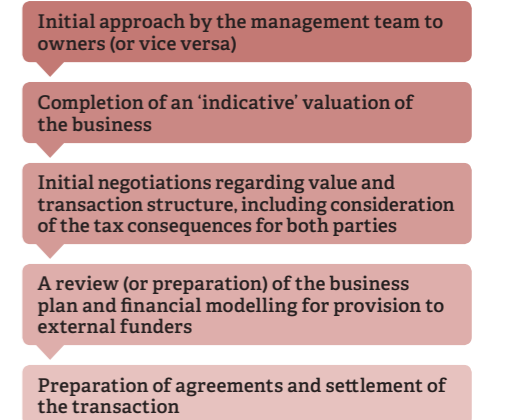 Initial approach by the management team to
owners (or vice versa)
Completion of an ‘indicative’ valuation of
the business
Initial negotiations regarding value and
transaction structure, including consideration
of the tax consequences for both parties
A review (or preparation) of the business
plan and financial modelling for provision to
external funders
Preparation of agreements and settlement of
the transaction